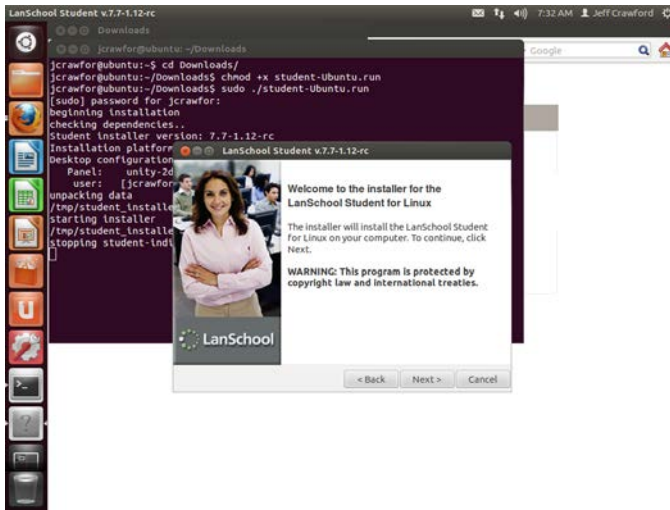 LanSchool Student v.7.7-1.12-rc
7:32 AM
Jeff Crawford
Downloads
jcrawfor@ubuntu: ~/Downloads
Google
jcrawfor@ubuntu:~$ cd Downloads/
jcrawfor@ubuntu:~/Downloads$ chmod +x student-Ubuntu.run
jcrawfor@ubuntu:~/Downloads$ sudo ./student-Ubuntu.run
[sudo] password for jcrawfor:
beginning installation
checking dependencies..
Student installer version: 7.7-1.12-rc
Installation platfor
Desktop configuration
Panel: unity-2d
user: [jcrawfor
unpacking data
/tmp/student_installe
starting installer
/tmp/student_installe
stopping student-indi
LanSchool Student v.7.7-1.12-rc
Welcome to the installer for the
LanSchool Student for Linux
The installer will install the LanSchool Student
for Linux on your computer. To continue, click
Next.
WARNING: This program is protected by
copyright law and international treaties.
LanSchool
< Back
Next >
Cancel